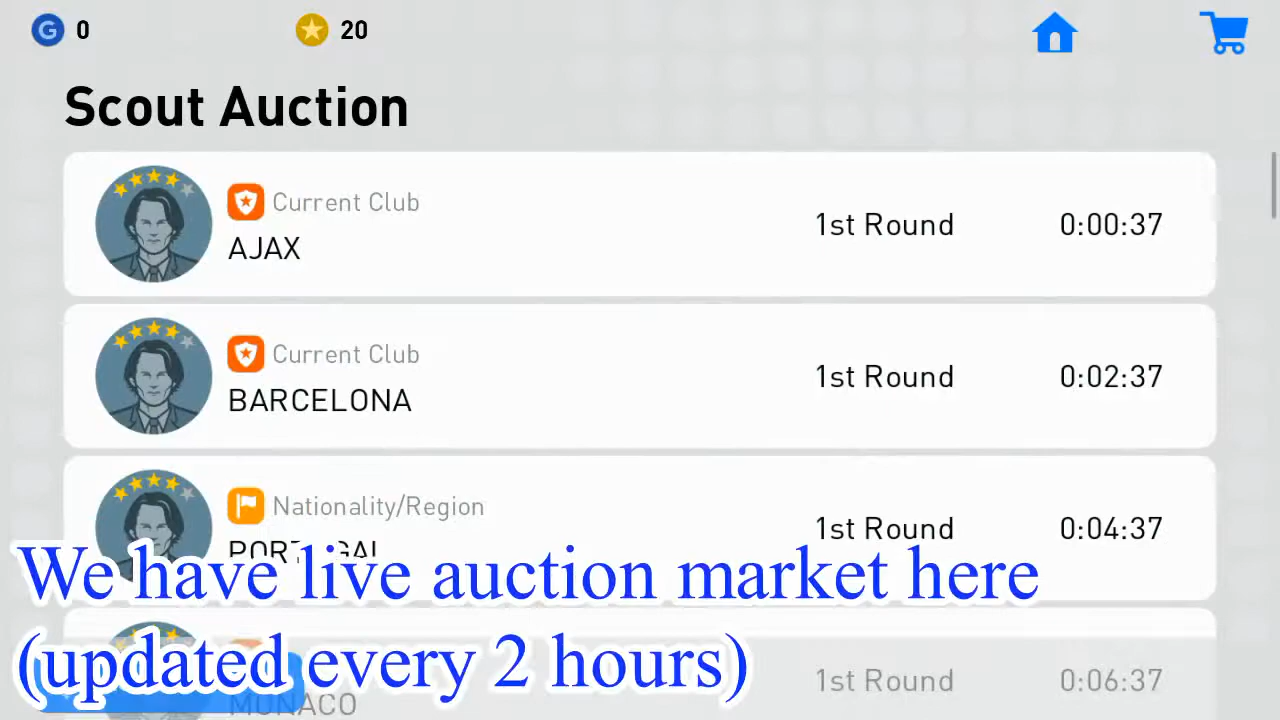 G 0
20
Scout Auction
Current Club
AJAX
1st Round
0:00:37
Current Club
BARCELONA
1st Round
0:02:37
Nationality/Region
PORTUGAL
1st Round
0:04:37
We have live auction market here
(updated every 2 hours)
MONACO
1st Round
0:06:37